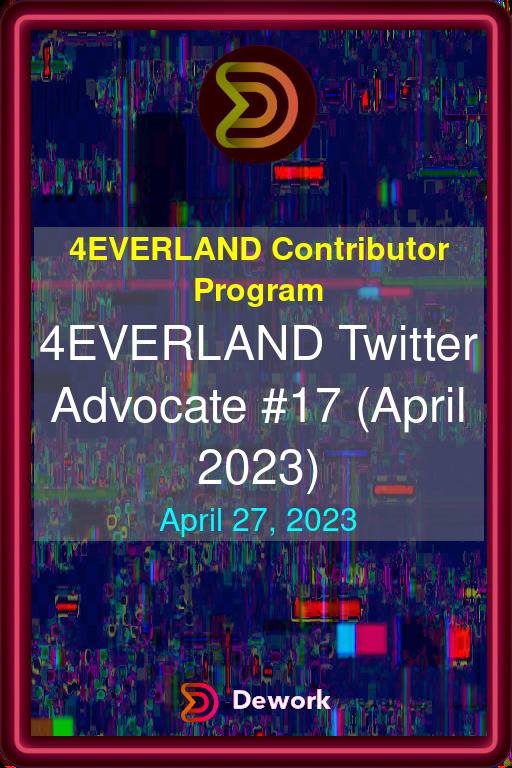 4EVERLAND Contributor
Program
4EVERLAND Twitter
Advocate #17 (April
2023)
April 27, 2023
Dework